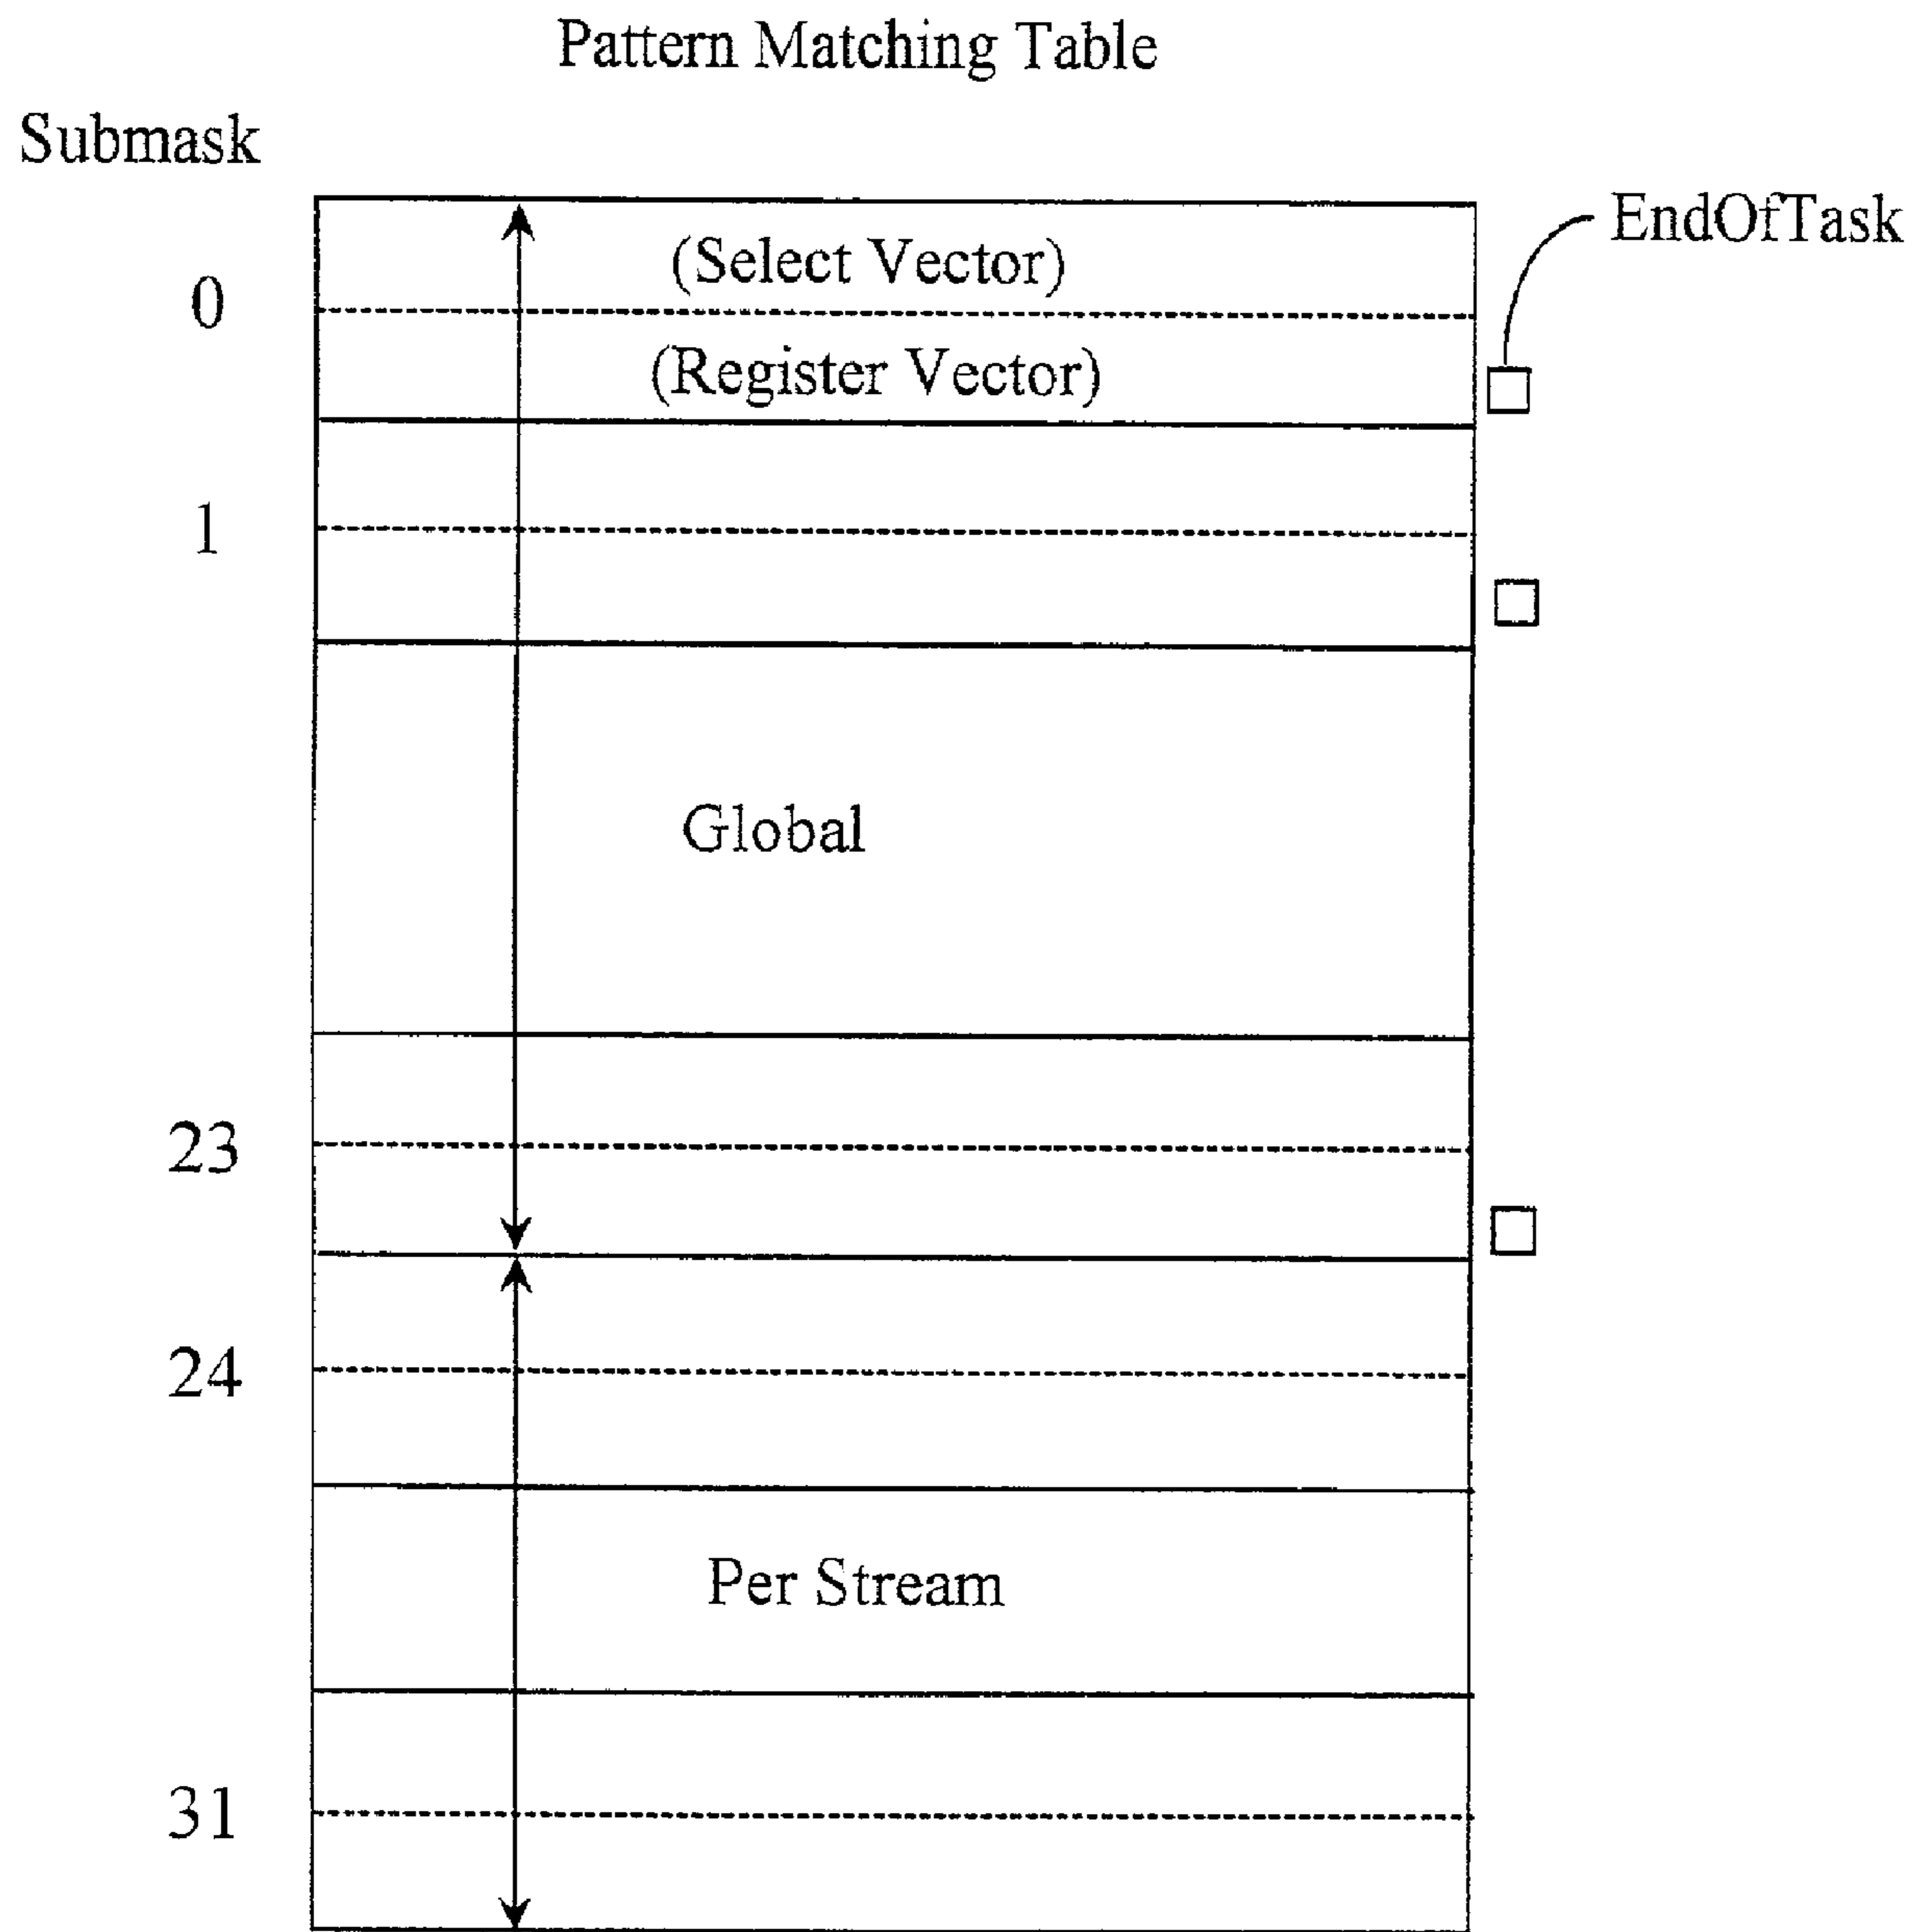 Pattern Matching Table
Submask
EndOfTask
(Select Vector)
0
(Register Vector)
1
Global
23
24
Per Stream
31